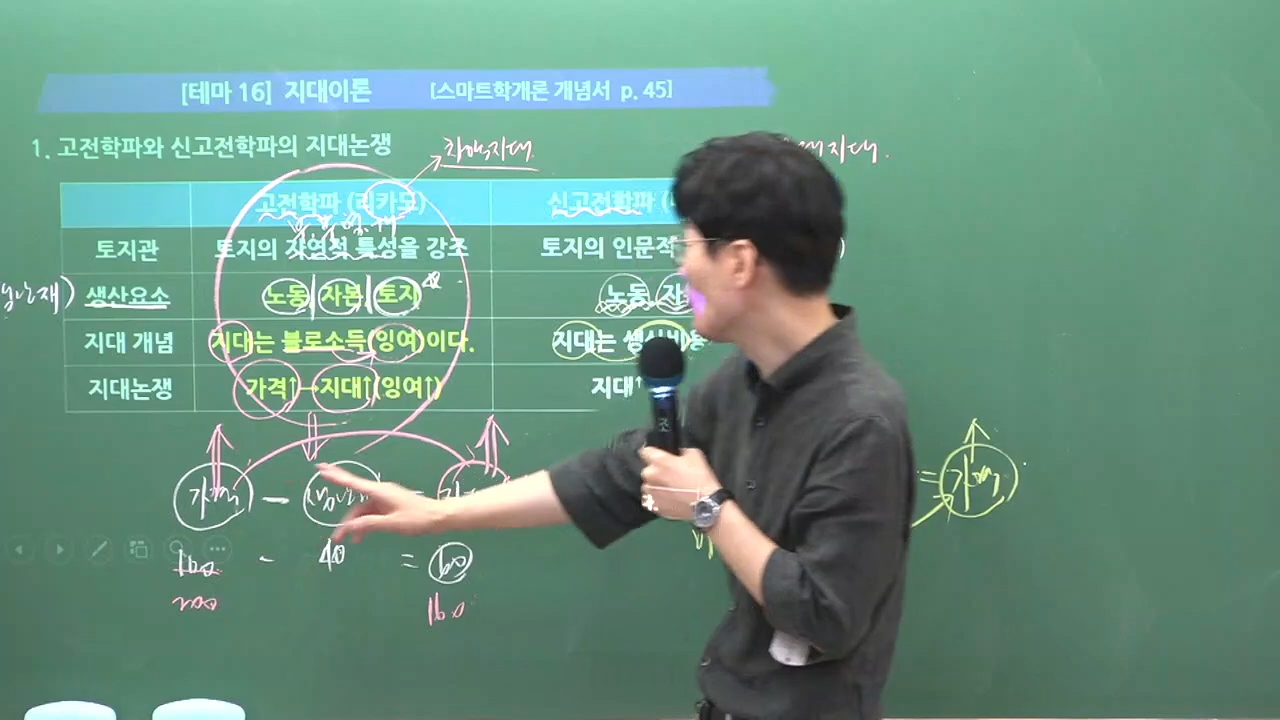 [테마 16] 지대이론 [스마트학개론 개념서 p. 45]
1. 고전학파와 신고전학파의 지대논쟁
차액지대
지대
고전학파 (리카도) 신고전학파
토지관 토지의 자연적 특성을 강조 토지의 인문적
생산요소 노동 자본 토지 노동
지대 개념 지대는 불로소득(잉여)이다. 지대는 생산비용
지대논쟁 가격↑→지대↑(잉여↑) 지대↑
가격 - = = 가격
100 - 40 = 60
200 160